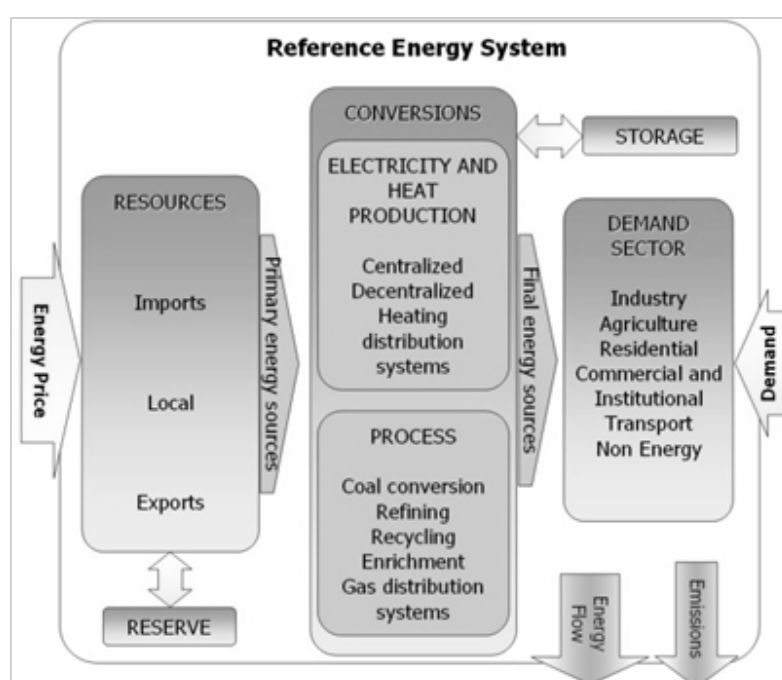 Reference Energy System
Energy Price
RESOURCES
Imports
Local
Exports
RESERVE
Primary energy sources
CONVERSIONS
ELECTRICITY AND
HEAT
PRODUCTION
Centralized
Decentralized
Heating
distribution
systems
PROCESS
Coal conversion
Refining
Recycling
Enrichment
Gas distribution
systems
Final energy sources
STORAGE
DEMAND
SECTOR
Industry
Agriculture
Residential
Commercial and
Institutional
Transport
Non Energy
Demand
Energy
Flow
Emissions